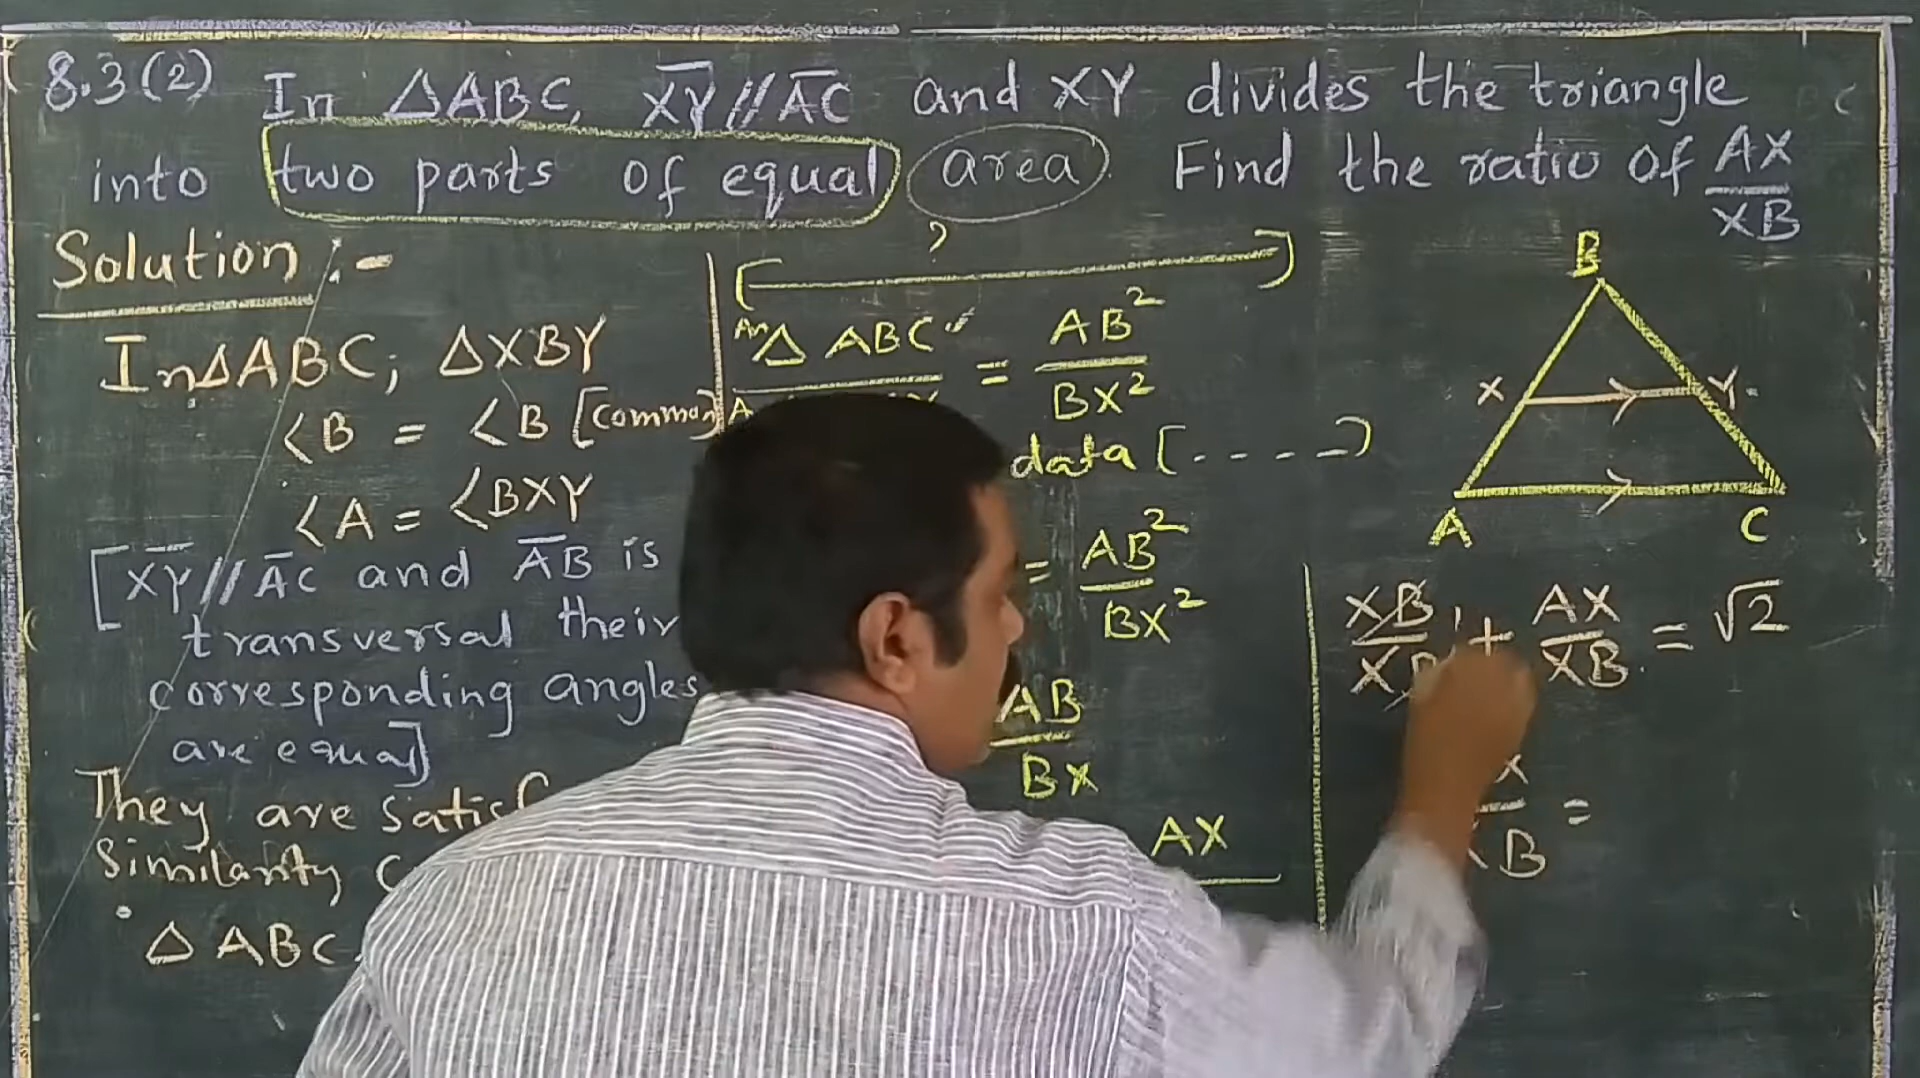 8.3(2) In △ABC, XY//AC and XY divides the triangle
into two parts of equal area. Find the ratio of AX/XB
Solution :-
In △ABC, △XBY
<B = <B [Common]
<A = <BXY
[XY//AC and AB is
transversal their
corresponding angles
are equal]
They are
Similarity
△ABC
?
Ar △ ABC = AB²
BX²
data [. - - - -]
= AB²
BX²
AB
BX
AX
B
X
Y
A
C
XB/XB + AX/XB = √2
X
B =